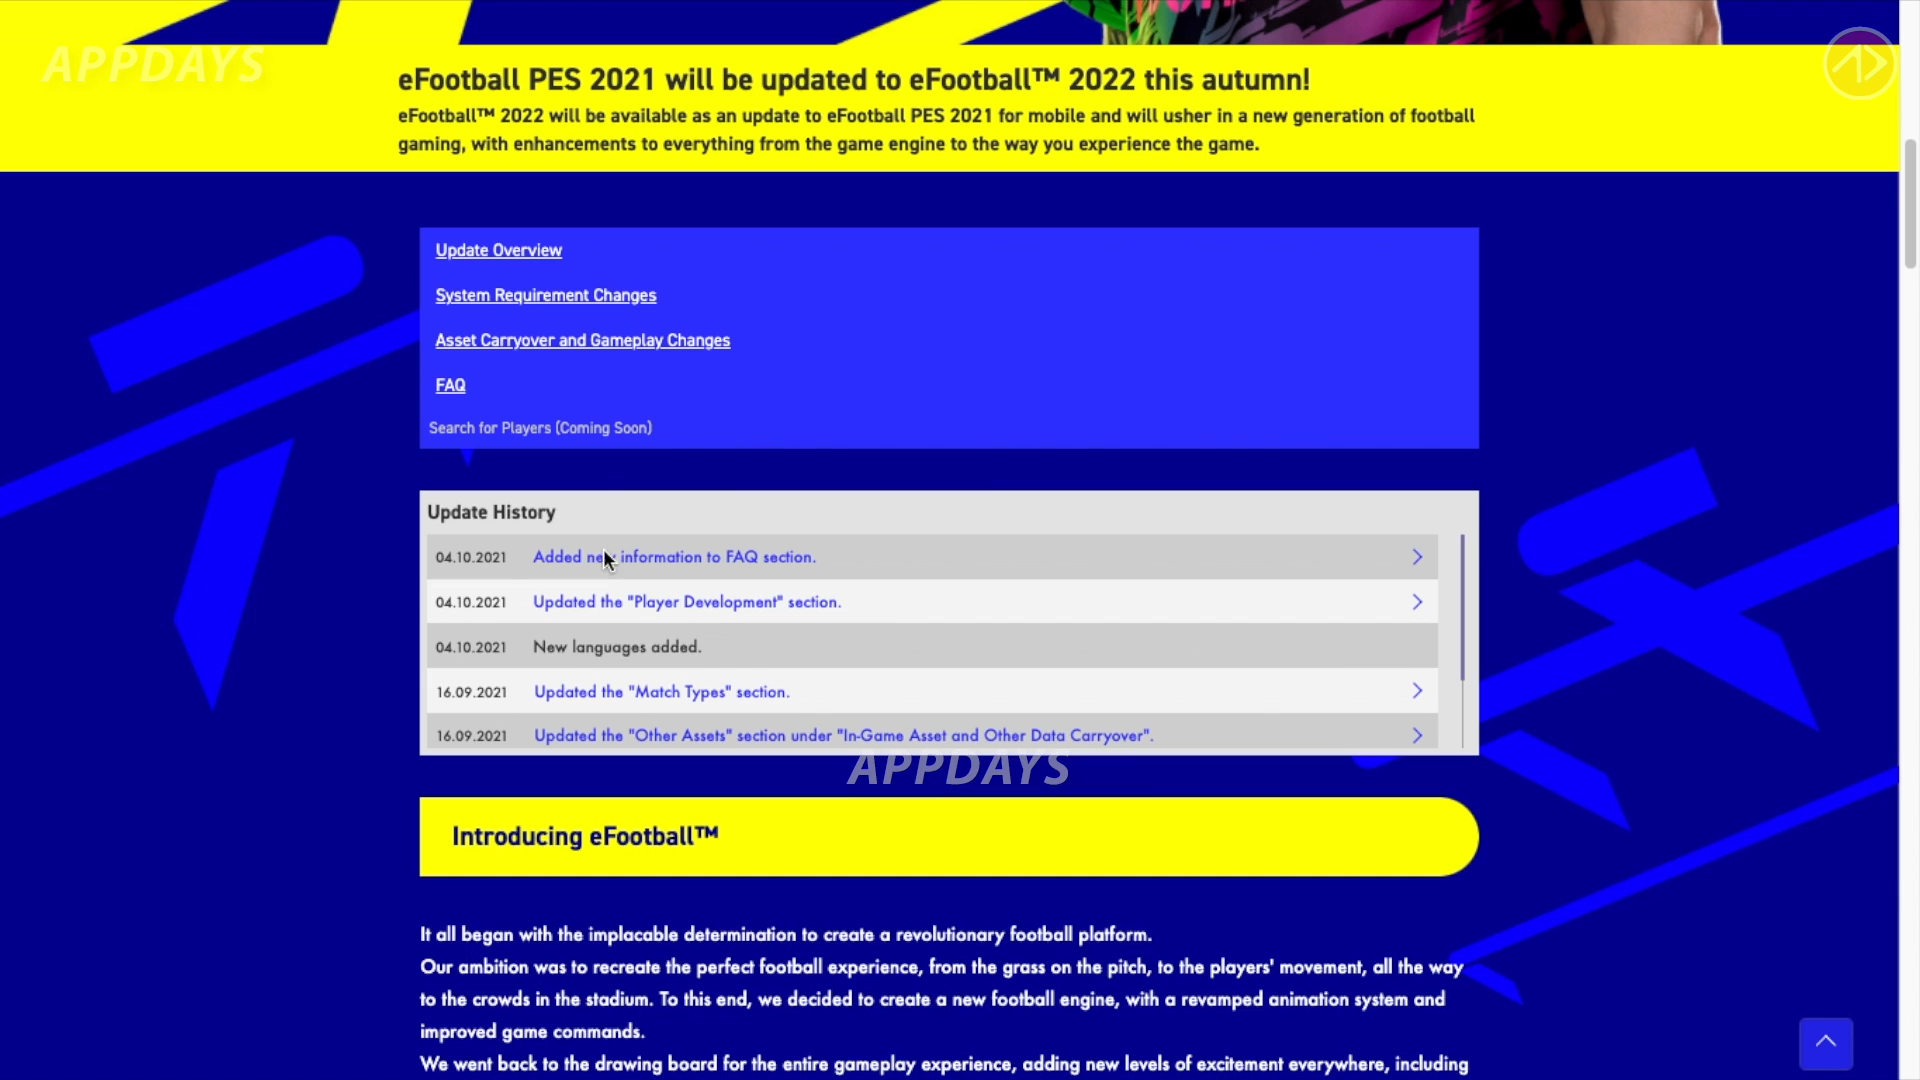 APPDAYS
eFootball PES 2021 will be updated to eFootball™ 2022 this autumn!
eFootball™ 2022 will be available as an update to eFootball PES 2021 for mobile and will usher in a new generation of football
gaming, with enhancements to everything from the game engine to the way you experience the game.
Update Overview
System Requirement Changes
Asset Carryover and Gameplay Changes
FAQ
Search for Players (Coming Soon)
Update History
04.10.2021 Added new information to FAQ section.
04.10.2021 Updated the "Player Development" section.
04.10.2021 New languages added.
16.09.2021 Updated the "Match Types" section.
16.09.2021 Updated the "Other Assets" section under "In-Game Asset and Other Data Carryover".
APPDAYS
Introducing eFootball™
It all began with the implacable determination to create a revolutionary football platform.
Our ambition was to recreate the perfect football experience, from the grass on the pitch, to the players' movement, all the way
to the crowds in the stadium. To this end, we decided to create a new football engine, with a revamped animation system and
improved game commands.
We went back to the drawing board for the entire gameplay experience, adding new levels of excitement everywhere, including